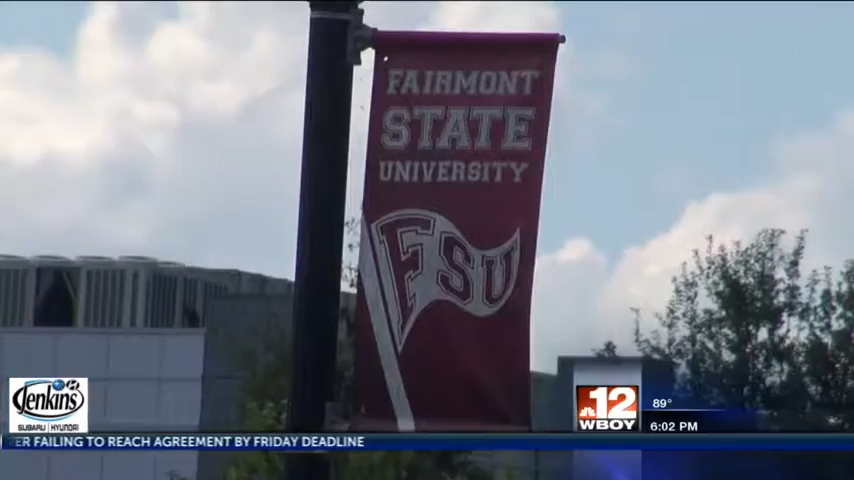 FAIRMONT
STATE
UNIVERSITY
FSU
Jenkins
SUBARU HYUNDAI
12
WBOY
89°
6:02 PM
TER FAILING TO REACH AGREEMENT BY FRIDAY DEADLINE